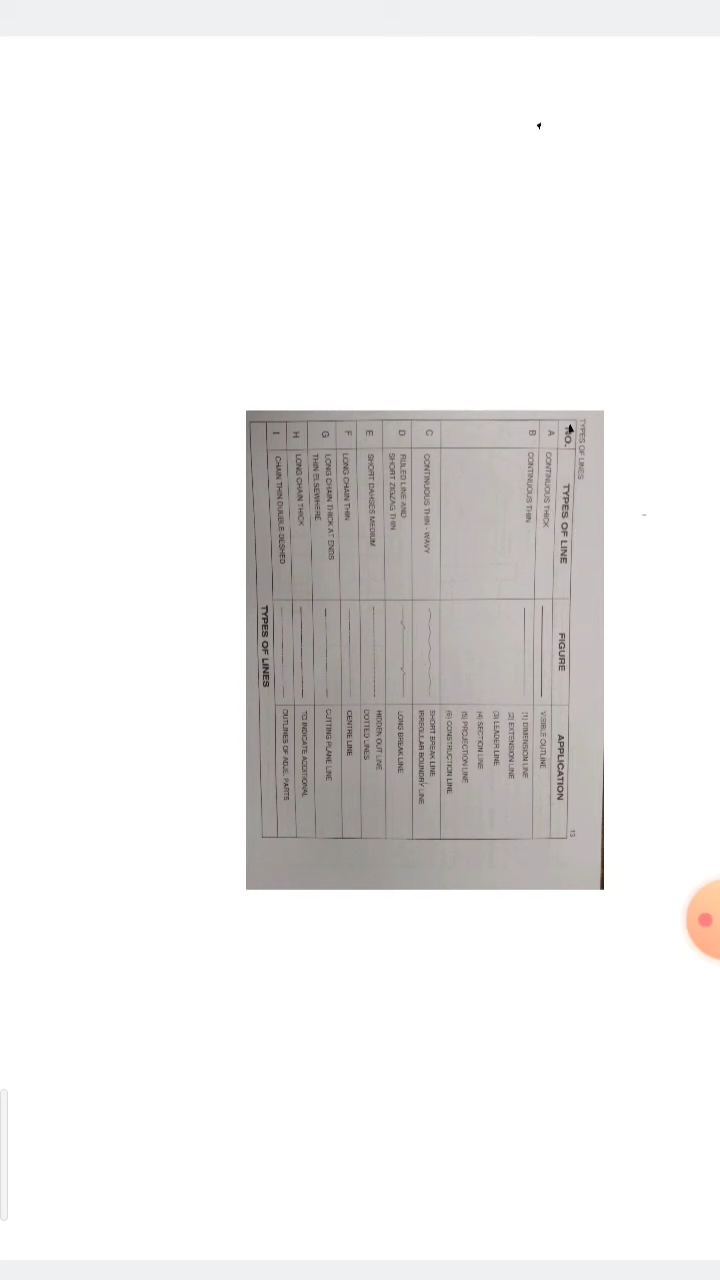 TYPES OF LINES
13
NO. TYPES OF LINE FIGURE APPLICATION
A CONTINUOUS THICK VISIBLE OUTLINE
B CONTINUOUS THIN (1) DIMENSION LINE
(2) EXTENSION LINE
(3) LEADER LINE
(4) SECTION LINE
(5) PROJECTION LINE
(6) CONSTRUCTION LINE
C CONTINUOUS THIN - WAVY SHORT BREAK LINE
IRREGULAR BOUNDRY LINE
D RULED LINE AND LONG BREAK LINE
SHORT ZIGZAG THIN
E SHORT DAHSES MEDIUM HIDDEN OUT LINE
DOTTED LINES
F LONG CHAIN THIN CENTRE LINE
G LONG CHAIN THICK AT ENDS CUTTING PLANE LINE
THIN ELSEWHERE
H LONG CHAIN THICK TO INDICATE ADDITIONAL
I CHAIN THIN DOUBLE OUTLINES OF PARTS
TYPES OF LINES